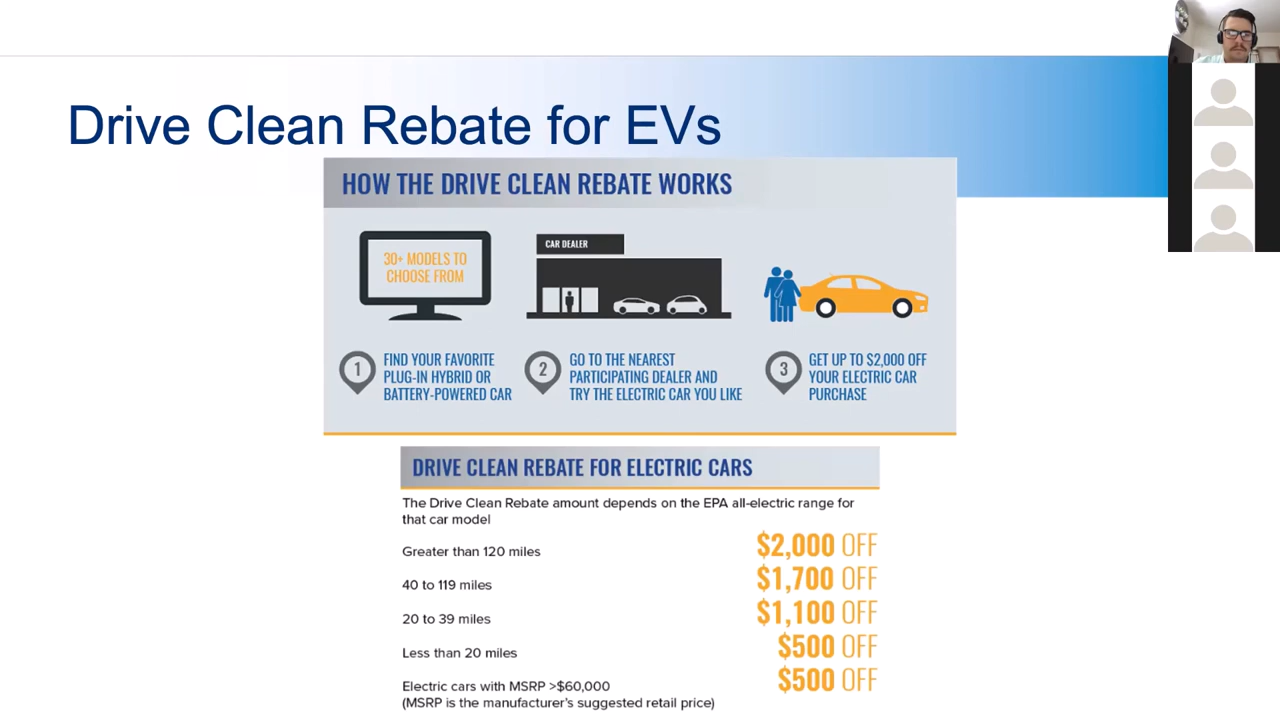 Drive Clean Rebate for EVs
HOW THE DRIVE CLEAN REBATE WORKS
30+ MODELS TO
CHOOSE FROM
CAR DEALER
1
FIND YOUR FAVORITE
PLUG-IN HYBRID OR
BATTERY-POWERED CAR
2
GO TO THE NEAREST
PARTICIPATING DEALER AND
TRY THE ELECTRIC CAR YOU LIKE
3
GET UP TO $2,000 OFF
YOUR ELECTRIC CAR
PURCHASE
DRIVE CLEAN REBATE FOR ELECTRIC CARS
The Drive Clean Rebate amount depends on the EPA all-electric range for
that car model
Greater than 120 miles $2,000 OFF
40 to 119 miles $1,700 OFF
20 to 39 miles $1,100 OFF
Less than 20 miles $500 OFF
Electric cars with MSRP >$60,000 $500 OFF
(MSRP is the manufacturer's suggested retail price)